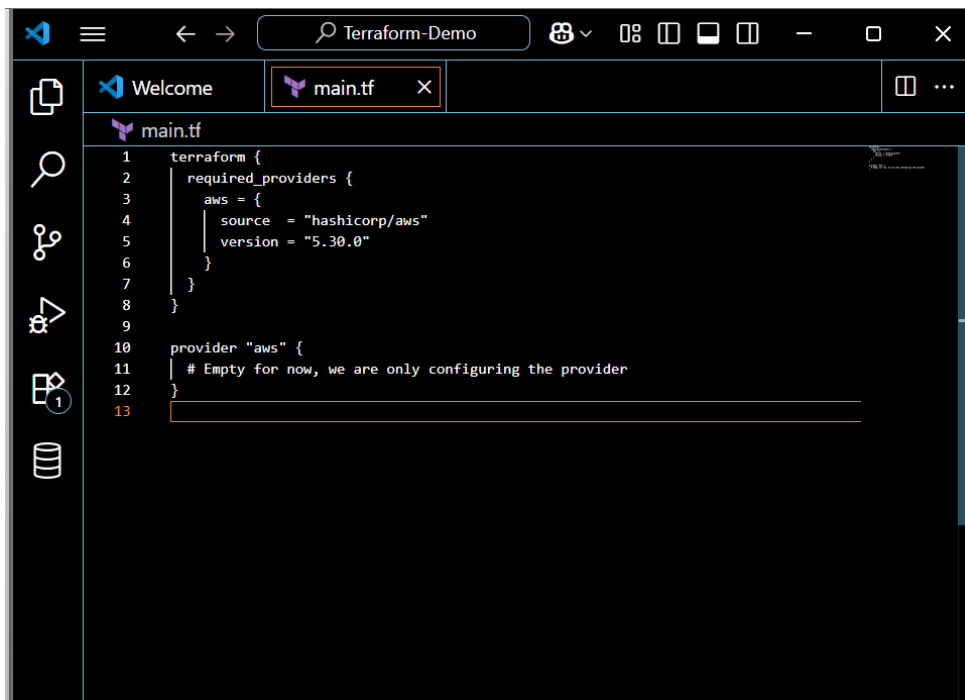 Terraform-Demo
Welcome
main.tf
main.tf
1 terraform {
2   required_providers {
3     aws = {
4       source  = "hashicorp/aws"
5       version = "5.30.0"
6     }
7   }
8 }
9
10 provider "aws" {
11   # Empty for now, we are only configuring the provider
12 }
13
1